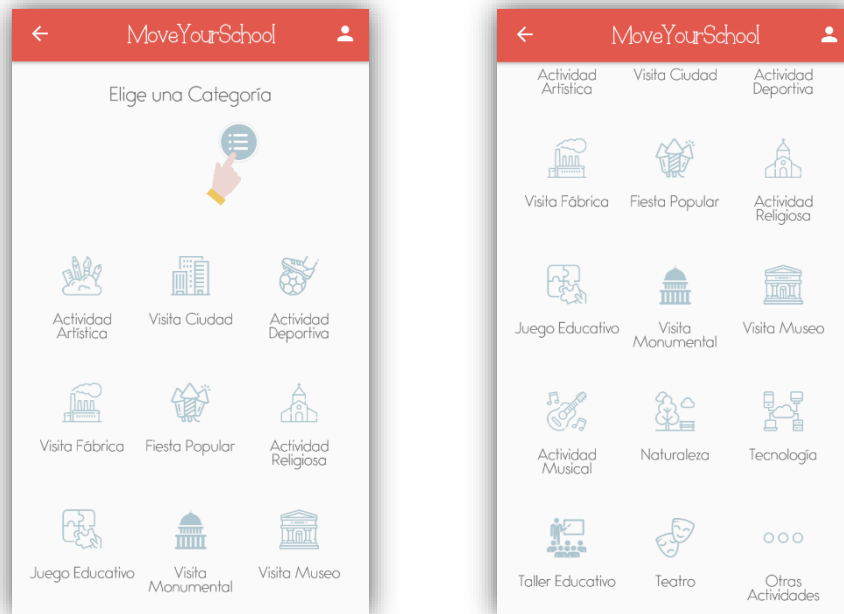 MoveYourSchool
Elige una Categoría
Actividad
Artística
Visita Ciudad
Actividad
Deportiva
Visita Fábrica
Fiesta Popular
Actividad
Religiosa
Juego Educativo
Visita
Monumental
Visita Museo
MoveYourSchool
Actividad
Artística
Visita Ciudad
Actividad
Deportiva
Visita Fábrica
Fiesta Popular
Actividad
Religiosa
Juego Educativo
Visita
Monumental
Visita Museo
Actividad
Musical
Naturaleza
Tecnología
Taller Educativo
Teatro
Otras
Actividades